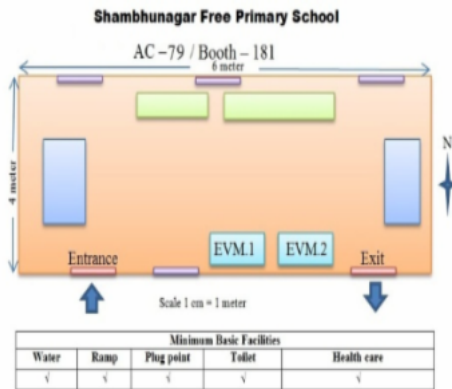 Shambhunagar Free Primary School
AC –79 / Booth – 181
6 meter
4 meter
N
EVM.1 EVM.2
Entrance Exit
Scale 1 cm = 1 meter
Minimum Basic Facilities
Water Ramp Plug point Toilet Health care
√ √ √ √ √